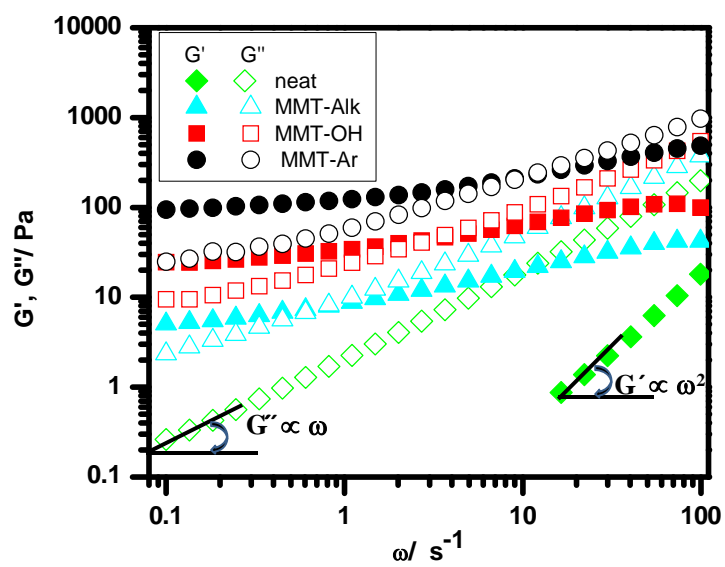 10000
1000
100
10
1
0.1
G', G''/ Pa
G' G''
neat
MMT-Alk
MMT-OH
MMT-Ar
G˝ ∝ ω
G´ ∝ ω²
0.1 1 10 100
ω/ s⁻¹